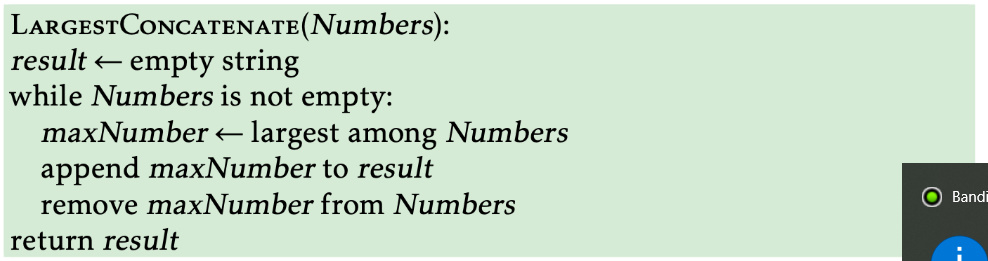 LARGESTCONCATENATE(Numbers):
result ← empty string
while Numbers is not empty:
maxNumber ← largest among Numbers
append maxNumber to result
remove maxNumber from Numbers
return result
Bandi
i